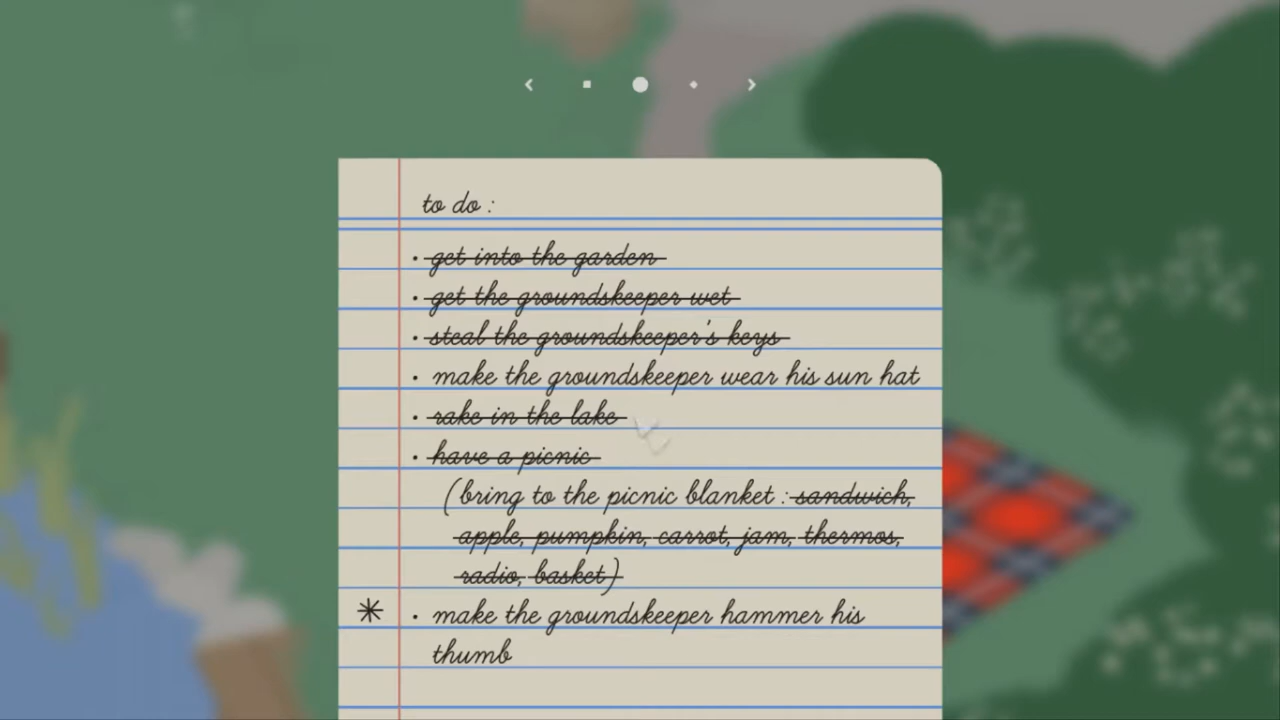 to do :
· get into the garden
· get the groundskeeper wet
· steal the groundskeeper's keys
· make the groundskeeper wear his sun hat
· rake in the lake
· have a picnic
(bring to the picnic blanket : sandwich,
apple, pumpkin, carrot, jam, thermos,
radio, basket)
* · make the groundskeeper hammer his
thumb